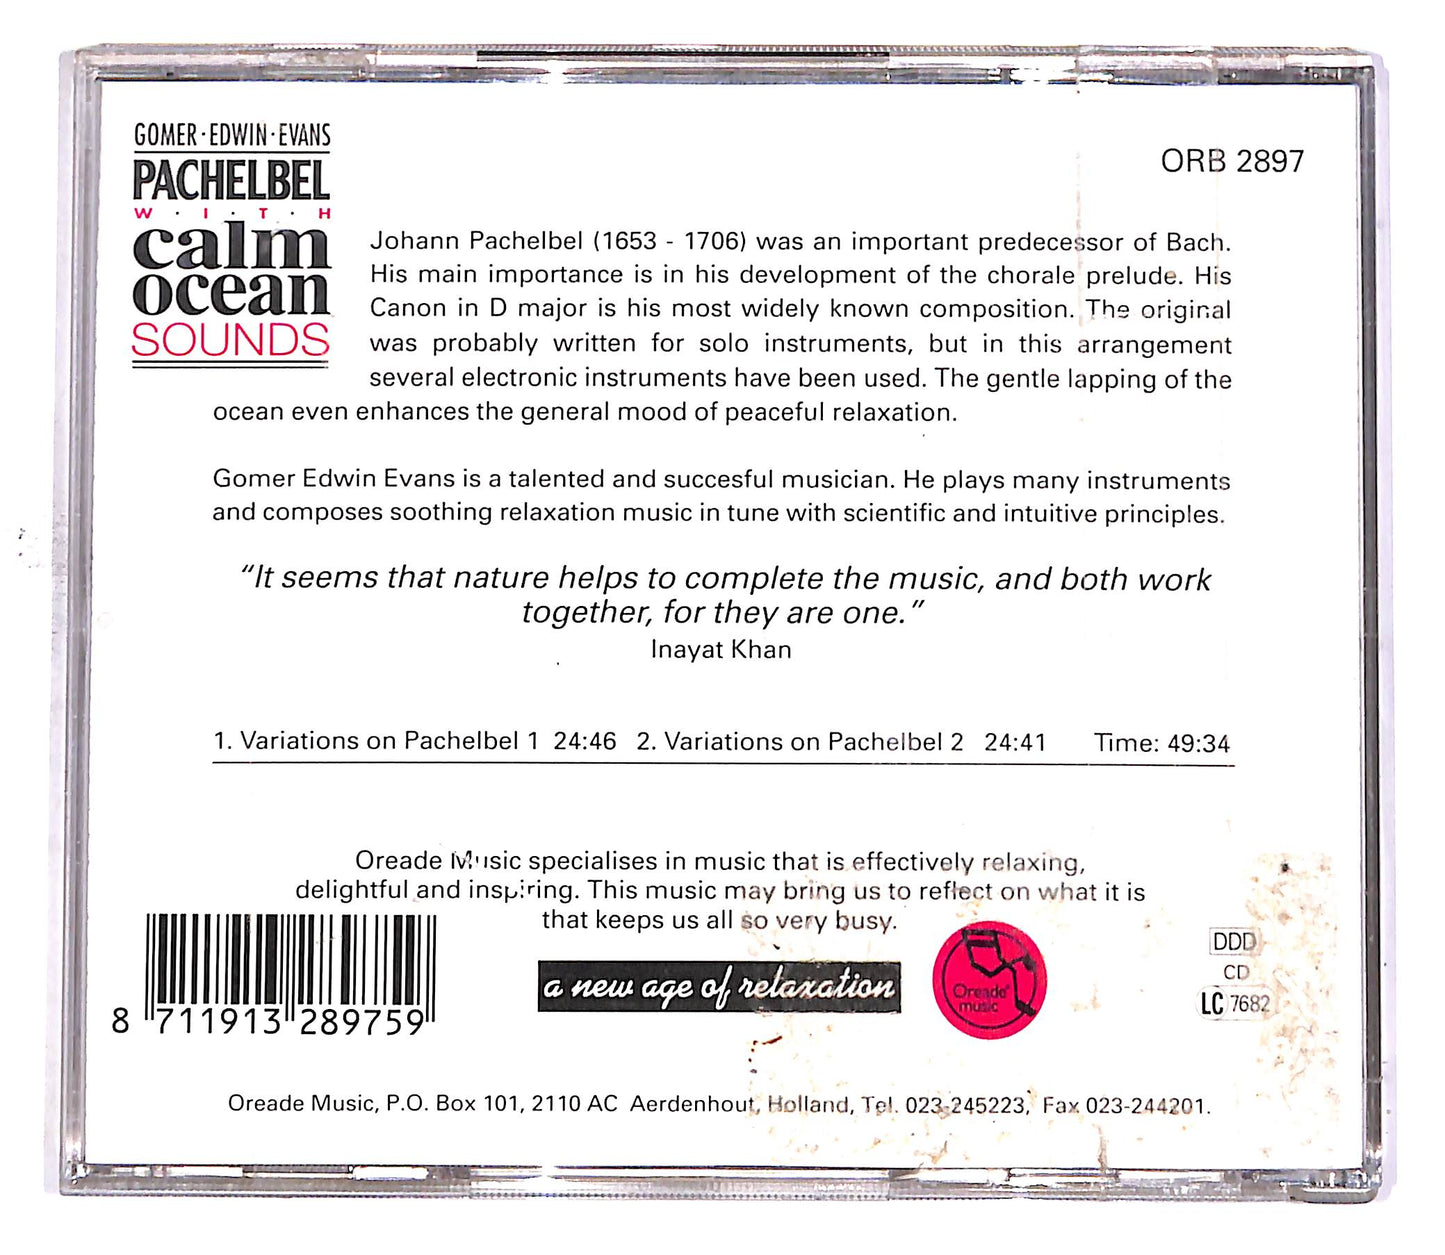 GOMER·EDWIN·EVANS
PACHELBEL
W·I·T·H
calm
ocean
SOUNDS
ORB 2897
Johann Pachelbel (1653 - 1706) was an important predecessor of Bach.
His main importance is in his development of the chorale prelude. His
Canon in D major is his most widely known composition. The original
was probably written for solo instruments, but in this arrangement
several electronic instruments have been used. The gentle lapping of the
ocean even enhances the general mood of peaceful relaxation.
Gomer Edwin Evans is a talented and succesful musician. He plays many instruments
and composes soothing relaxation music in tune with scientific and intuitive principles.
"It seems that nature helps to complete the music, and both work
together, for they are one."
Inayat Khan
1. Variations on Pachelbel 1 24:46 2. Variations on Pachelbel 2 24:41 Time: 49:34
Oreade Music specialises in music that is effectively relaxing,
delightful and inspiring. This music may bring us to reflect on what it is
that keeps us all so very busy.
8 711913 289759
a new age of relaxation
Oreade
music
DDD
CD
LC 7682
Oreade Music, P.O. Box 101, 2110 AC Aerdenhout, Holland, Tel. 023-245223, Fax 023-244201.